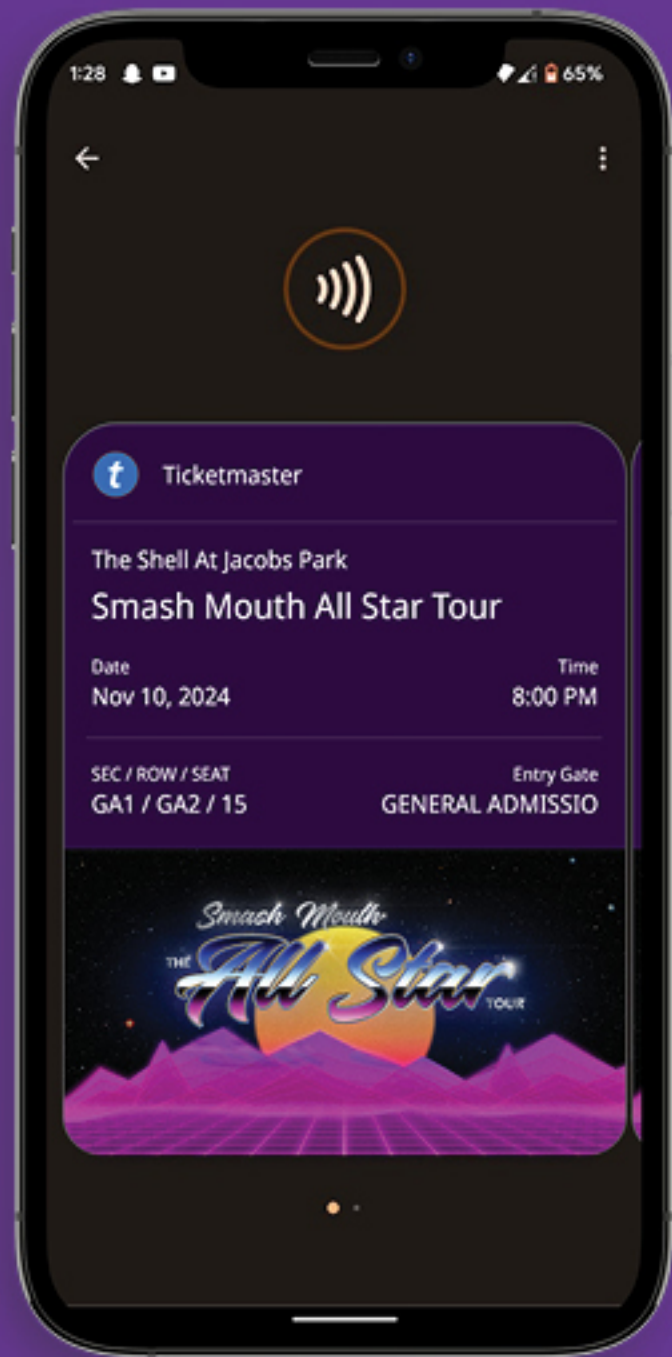 1:28 65%
t Ticketmaster
The Shell At Jacobs Park
Smash Mouth All Star Tour
Date Time
Nov 10, 2024 8:00 PM
SEC / ROW / SEAT Entry Gate
GA1 / GA2 / 15 GENERAL ADMISSIO
Smash Mouth
THE All Star TOUR